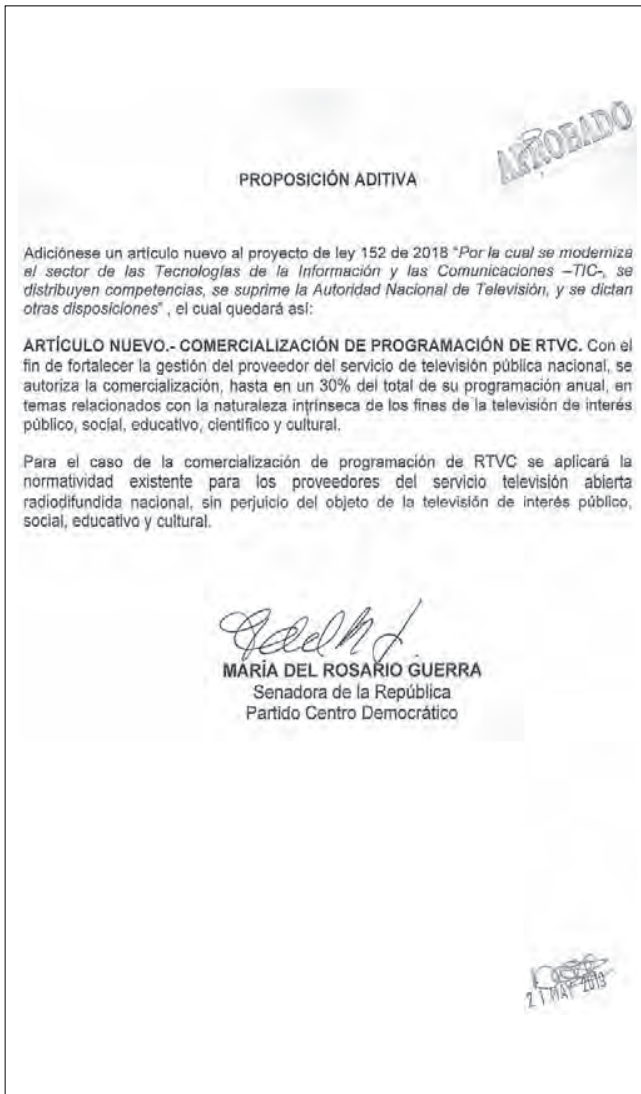 APROBADO
PROPOSICIÓN ADITIVA
Adiciónese un artículo nuevo al proyecto de ley 152 de 2018 "Por la cual se moderniza
el sector de las Tecnologías de la Información y las Comunicaciones –TIC-, se
distribuyen competencias, se suprime la Autoridad Nacional de Televisión, y se dictan
otras disposiciones" , el cual quedará así:
ARTÍCULO NUEVO.- COMERCIALIZACIÓN DE PROGRAMACIÓN DE RTVC. Con el
fin de fortalecer la gestión del proveedor del servicio de televisión pública nacional, se
autoriza la comercialización, hasta en un 30% del total de su programación anual, en
temas relacionados con la naturaleza intrínseca de los fines de la televisión de interés
público, social, educativo, científico y cultural.
Para el caso de la comercialización de programación de RTVC se aplicará la
normatividad existente para los proveedores del servicio televisión abierta
radiodifundida nacional, sin perjuicio del objeto de la televisión de interés público,
social, educativo y cultural.
MARÍA DEL ROSARIO GUERRA
Senadora de la República
Partido Centro Democrático
21 MAY 2019